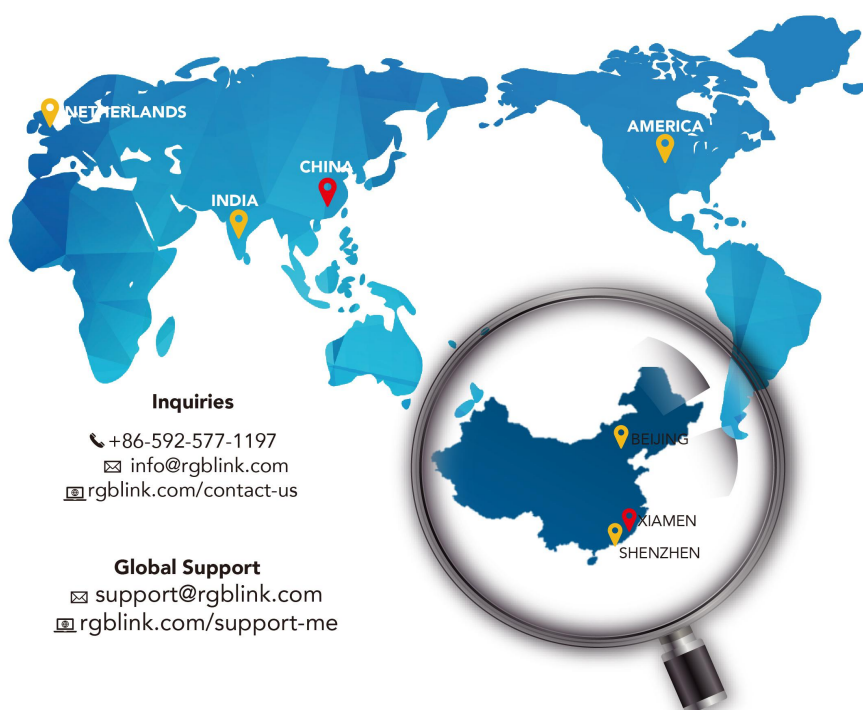 NETHERLANDS
AMERICA
CHINA
INDIA
Inquiries
+86-592-577-1197
info@rgblink.com
rgblink.com/contact-us
BEIJING
XIAMEN
SHENZHEN
Global Support
support@rgblink.com
rgblink.com/support-me